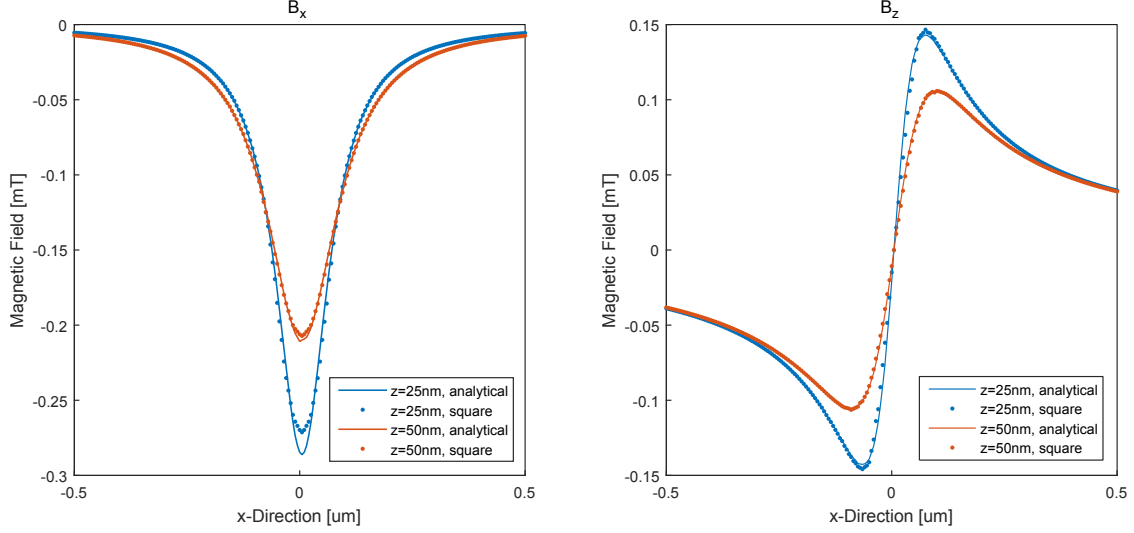 B_x
0
-0.05
-0.1
-0.15
-0.2
-0.25
-0.3
Magnetic Field [mT]
z=25nm, analytical
z=25nm, square
z=50nm, analytical
z=50nm, square
-0.5
0
0.5
x-Direction [um]
B_z
0.15
0.1
0.05
0
-0.05
-0.1
-0.15
Magnetic Field [mT]
z=25nm, analytical
z=25nm, square
z=50nm, analytical
z=50nm, square
-0.5
0
0.5
x-Direction [um]